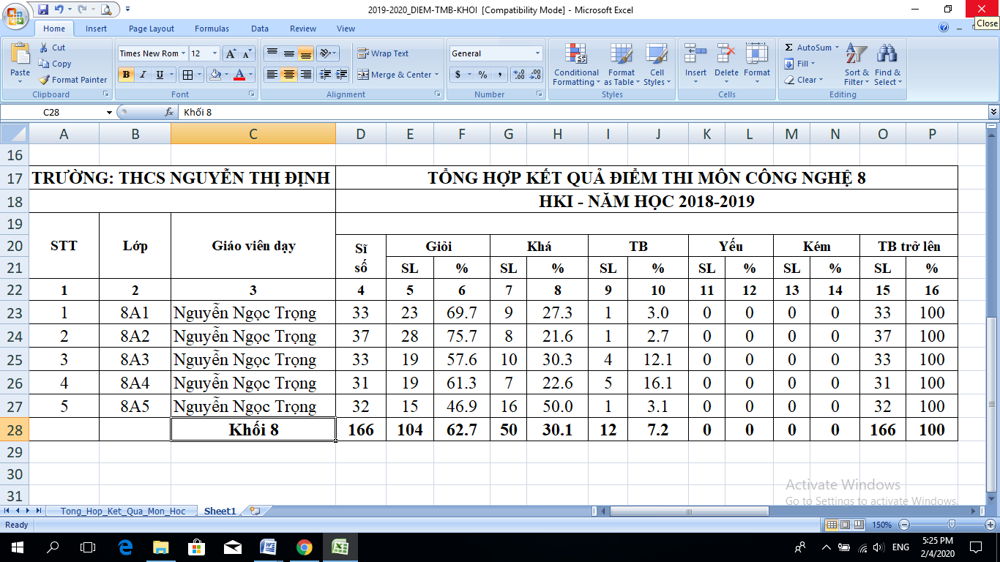 2019-2020_DIEM-TMB-KHOI [Compatibility Mode] - Microsoft Excel
Close
Home Insert Page Layout Formulas Data Review View
Paste Cut Copy Format Painter Clipboard
Times New Rom 12 B I U A A A Font
Wrap Text Merge & Center Alignment
General $ % , .0 .00 .00 .0 Number
Conditional Formatting Format as Table Cell Styles Styles
Insert Delete Format Cells
Σ AutoSum Fill Clear Sort & Filter Find & Select Editing
C28 fx Khối 8
A B C D E F G H I J K L M N O P
16
17 TRƯỜNG: THCS NGUYỄN THỊ ĐỊNH TỔNG HỢP KẾT QUẢ ĐIỂM THI MÔN CÔNG NGHỆ 8
18 HKI - NĂM HỌC 2018-2019
19
20 STT Lớp Giáo viên dạy Sĩ số Giỏi Khá TB Yếu Kém TB trở lên
21 SL % SL % SL % SL % SL % SL %
22 1 2 3 4 5 6 7 8 9 10 11 12 13 14 15 16
23 1 8A1 Nguyễn Ngọc Trọng 33 23 69.7 9 27.3 1 3.0 0 0 0 0 33 100
24 2 8A2 Nguyễn Ngọc Trọng 37 28 75.7 8 21.6 1 2.7 0 0 0 0 37 100
25 3 8A3 Nguyễn Ngọc Trọng 33 19 57.6 10 30.3 4 12.1 0 0 0 0 33 100
26 4 8A4 Nguyễn Ngọc Trọng 31 19 61.3 7 22.6 5 16.1 0 0 0 0 31 100
27 5 8A5 Nguyễn Ngọc Trọng 32 15 46.9 16 50.0 1 3.1 0 0 0 0 32 100
28 Khối 8 166 104 62.7 50 30.1 12 7.2 0 0 0 0 166 100
29
30
31
Activate Windows
Go to Settings to activate Windows.
Tong_Hop_Ket_Qua_Mon_Hoc Sheet1
Ready 150%
ENG 5:25 PM
2/4/2020